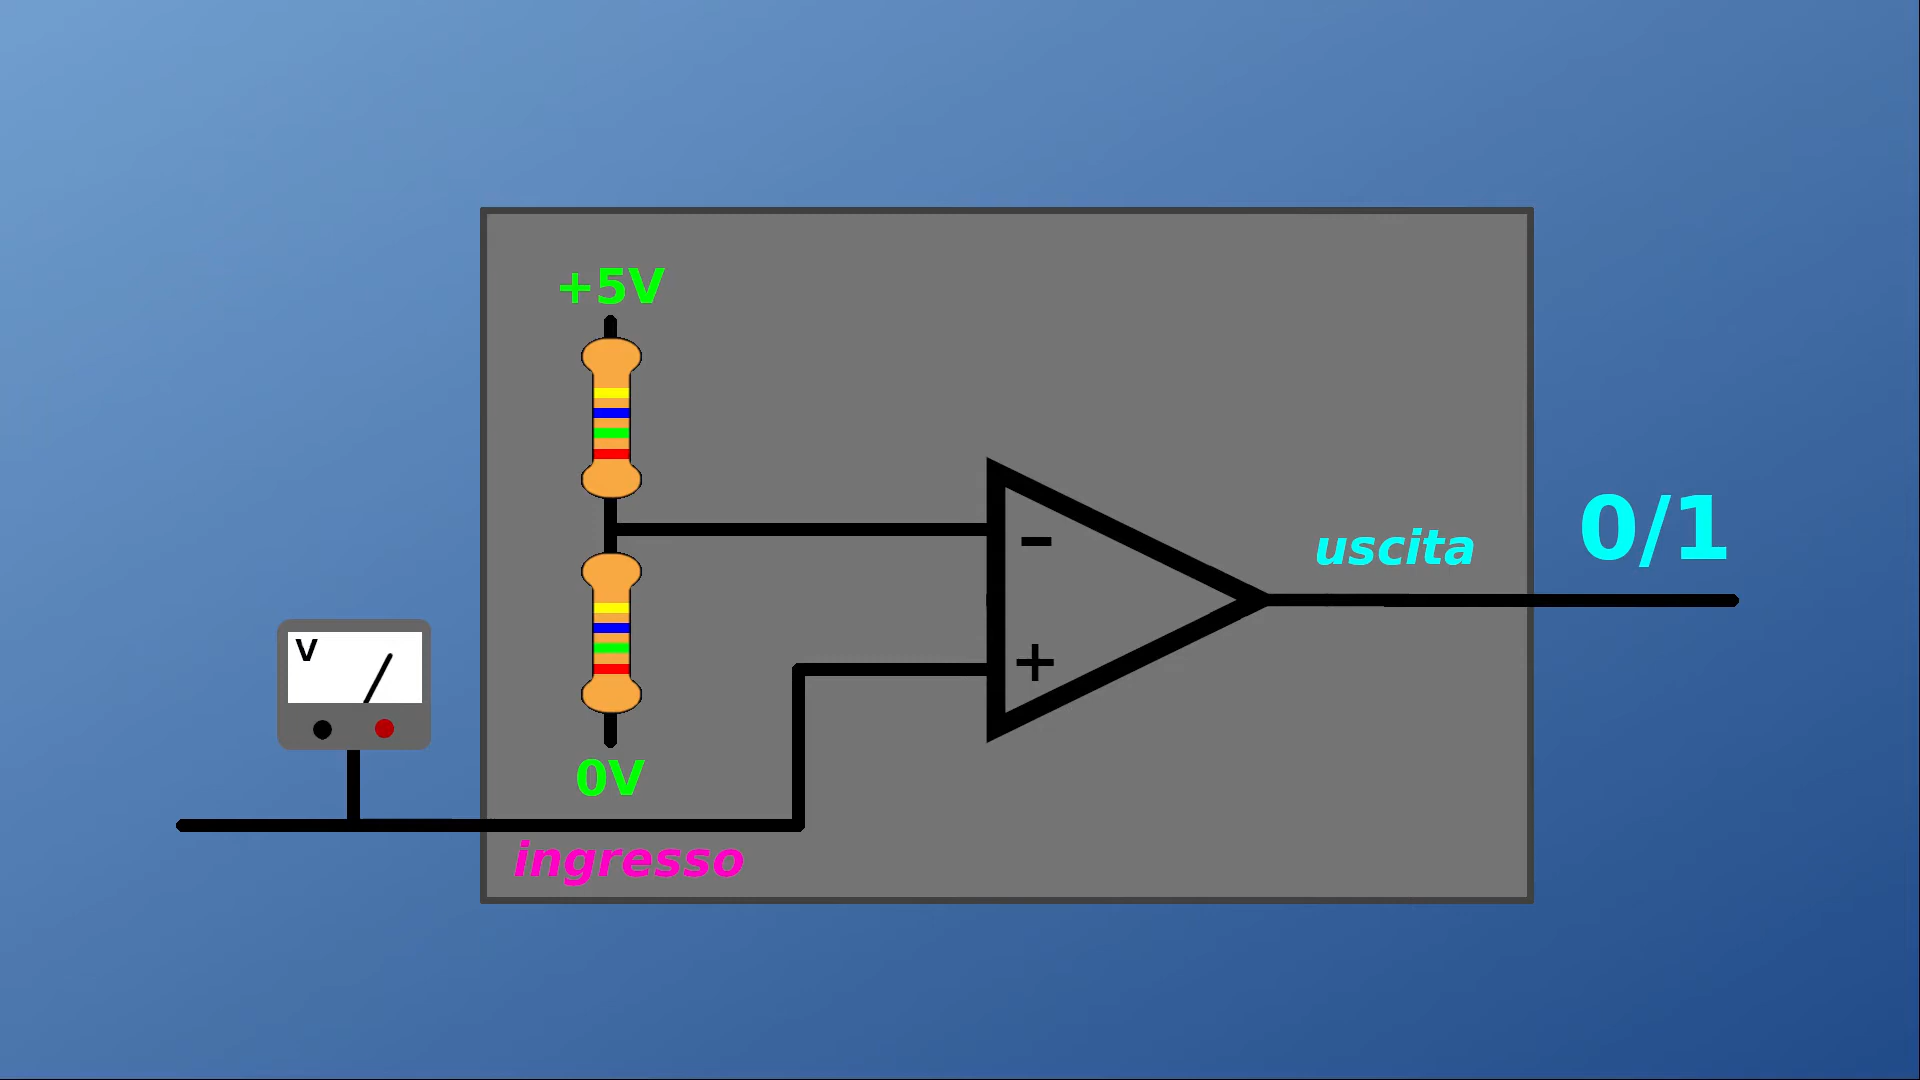 +5V
–
uscita
0/1
V
+
0V
ingresso